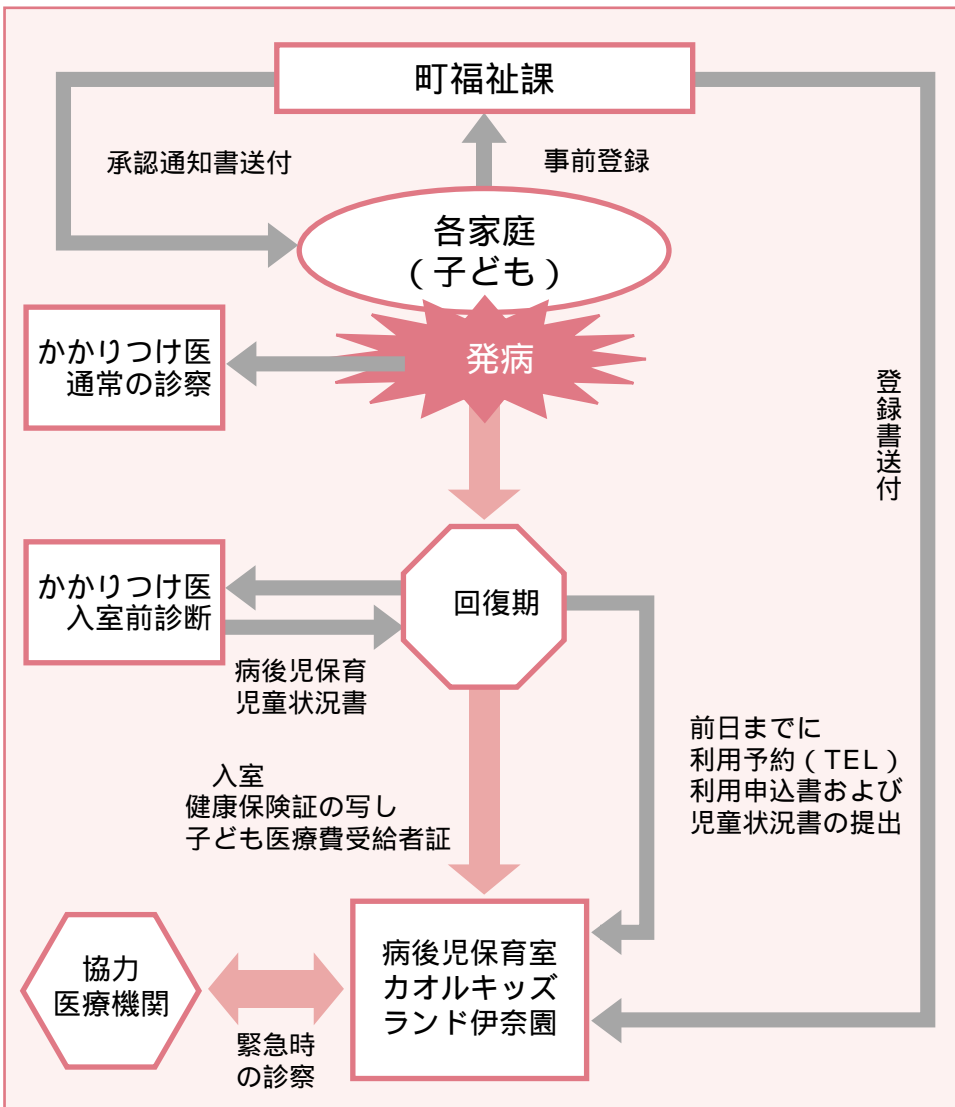 町福祉課
承認通知書送付
事前登録
各家庭
(子ども)
発病
かかりつけ医
通常の診察
登録書送付
回復期
かかりつけ医
入室前診断
病後児保育
児童状況書
前日までに
利用予約(TEL)
利用申込書および
児童状況書の提出
入室
健康保険証の写し
子ども医療費受給者証
病後児保育室
カオルキッズ
ランド伊奈園
協力
医療機関
緊急時
の診察